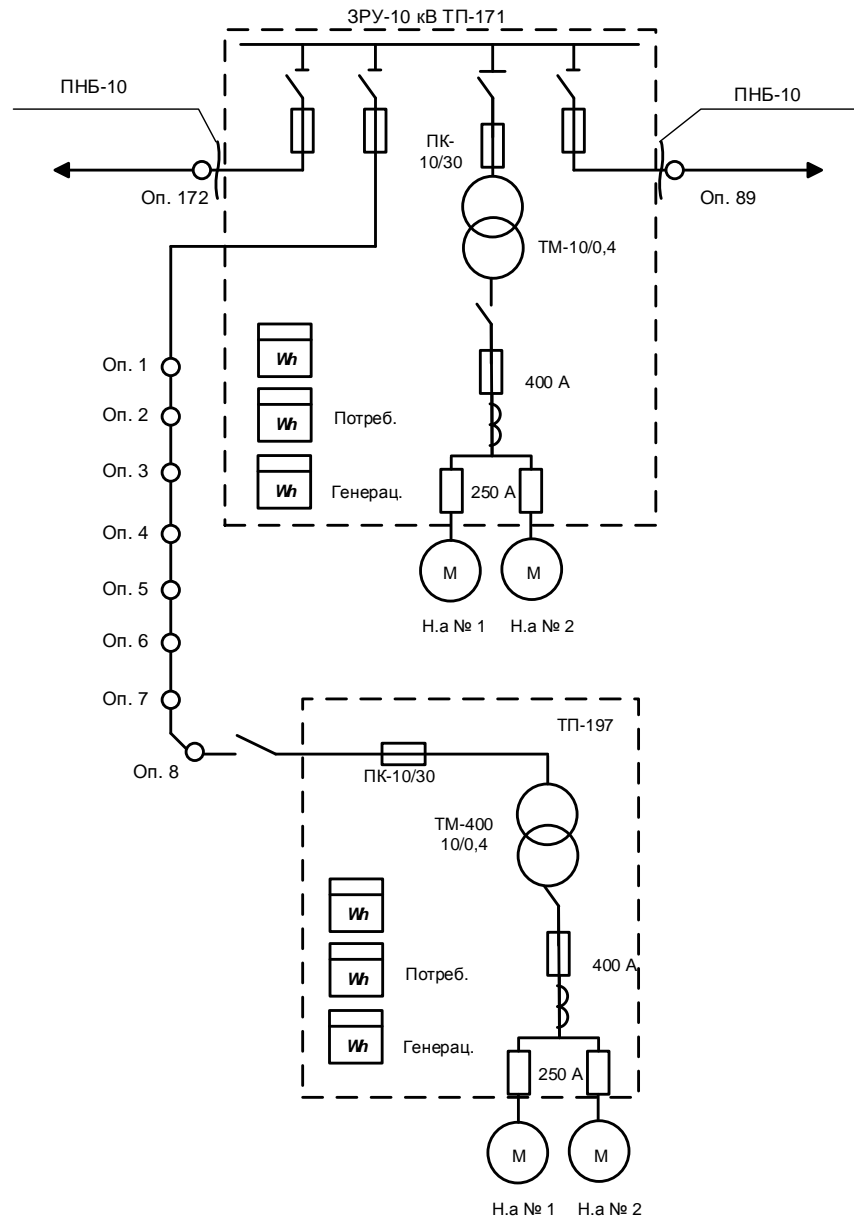 ЗРУ-10 кВ ТП-171
ПНБ-10
ПНБ-10
ПК-
10/30
Оп. 172
Оп. 89
ТМ-10/0,4
Оп. 1
Wh
400 А
Оп. 2
Wh
Потреб.
Оп. 3
Wh
Генерац.
250 А
Оп. 4
М
М
Оп. 5
Н.а № 1
Н.а № 2
Оп. 6
Оп. 7
ТП-197
Оп. 8
ПК-10/30
ТМ-400
10/0,4
Wh
400 А
Wh
Потреб.
Wh
Генерац.
250 А
М
М
Н.а № 1
Н.а № 2